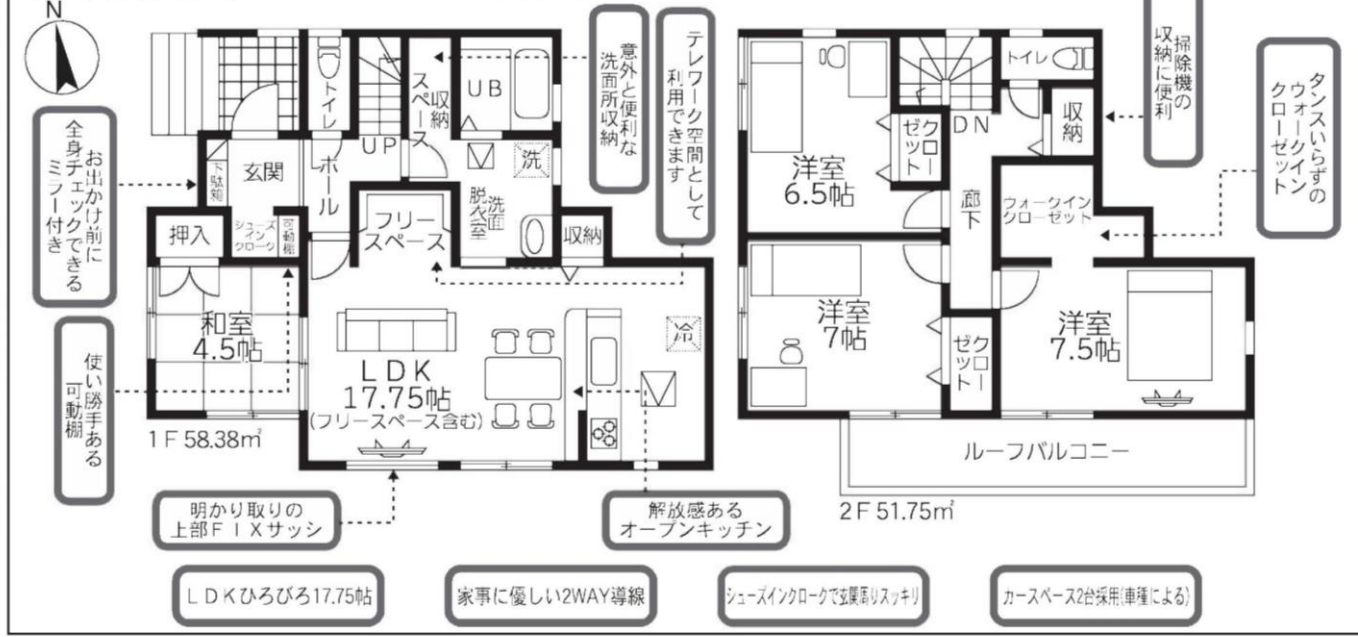 N
お出かけ前に
全身チェックできる
ミラー付き
使い勝手ある
可動棚
トイレ
UP
収納
スペース
UB
意外と便利な
洗面所収納
テレワーク空間として
利用できます
玄関
下駄箱
ホール
シューズ
イン
クローク
可動棚
押入
フリー
スペース
洗面
脱衣室
洗
収納
和室
4.5帖
LDK
17.75帖
(フリースペース含む)
冷
1F 58.38㎡
明かり取りの
上部FIXサッシ
解放感ある
オープンキッチン
掃除機の
収納に便利
タンスいらずの
ウォークイン
クローゼット
トイレ
収納
DN
クロー
ゼット
洋室
6.5帖
廊下
ウォークイン
クローゼット
洋室
7帖
クロー
ゼット
洋室
7.5帖
ルーフバルコニー
2F 51.75㎡
LDKひろびろ17.75帖
家事に優しい2WAY導線
シューズインクロークで玄関周りスッキリ
カースペース2台採用(車種による)